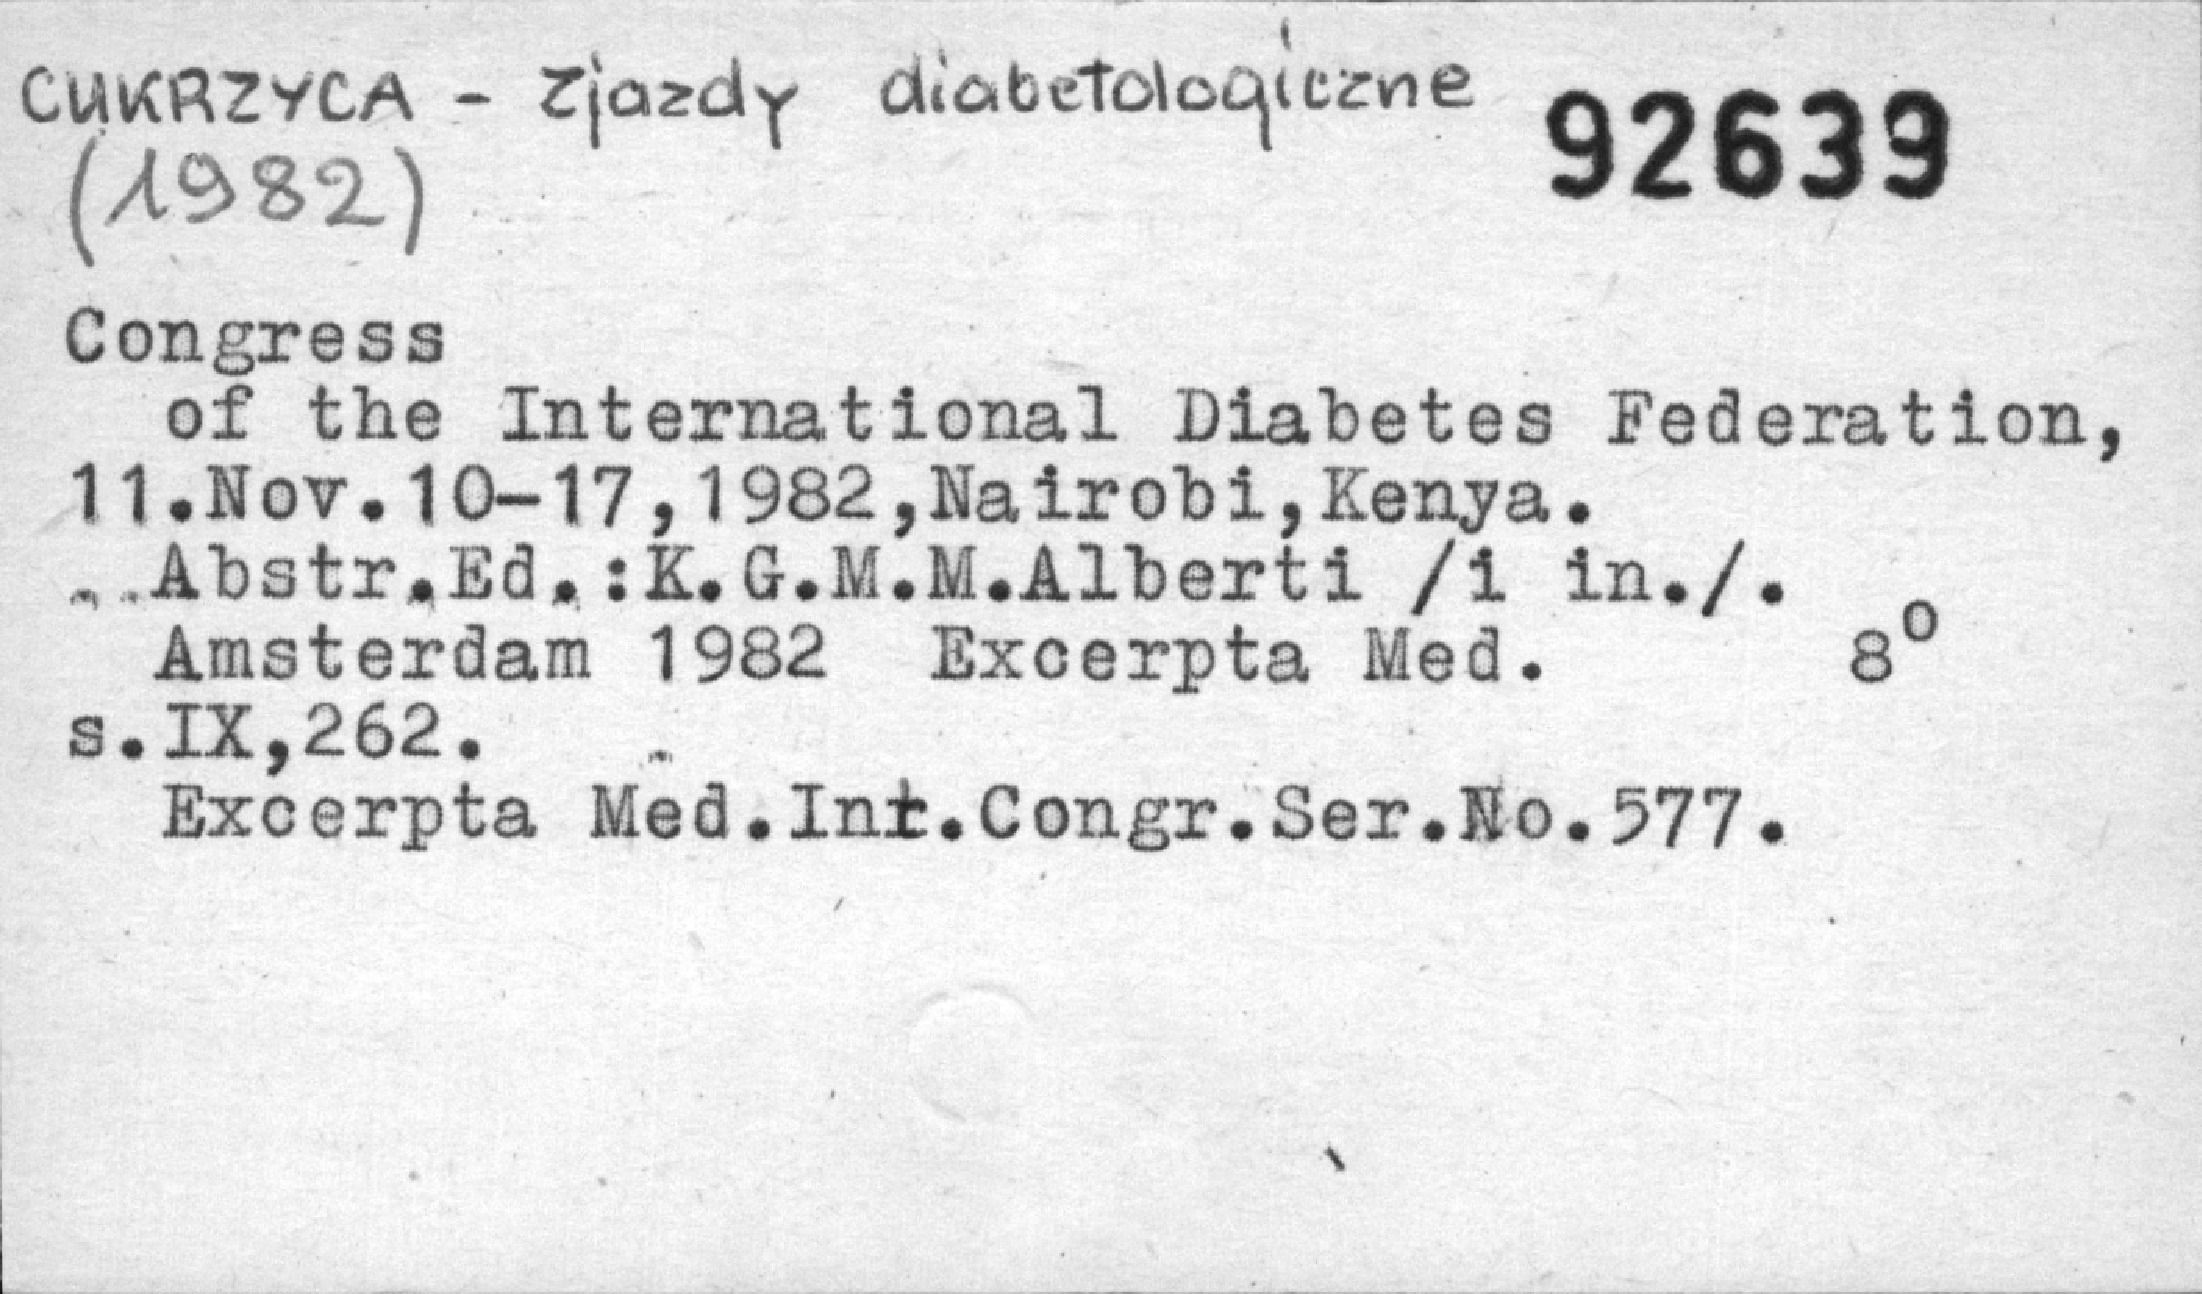 CUKRZYCA - Zjazdy diabetologiczne 92639
(1982)
Congress
of the International Diabetes Federation,
11.Nov.10-17,1982,Nairobi,Kenya.
Abstr.Ed.:K.G.M.M.Alberti /i in./.
Amsterdam 1982 Excerpta Med. 8°
s.IX,262.
Excerpta Med.Int.Congr.Ser.No.577.